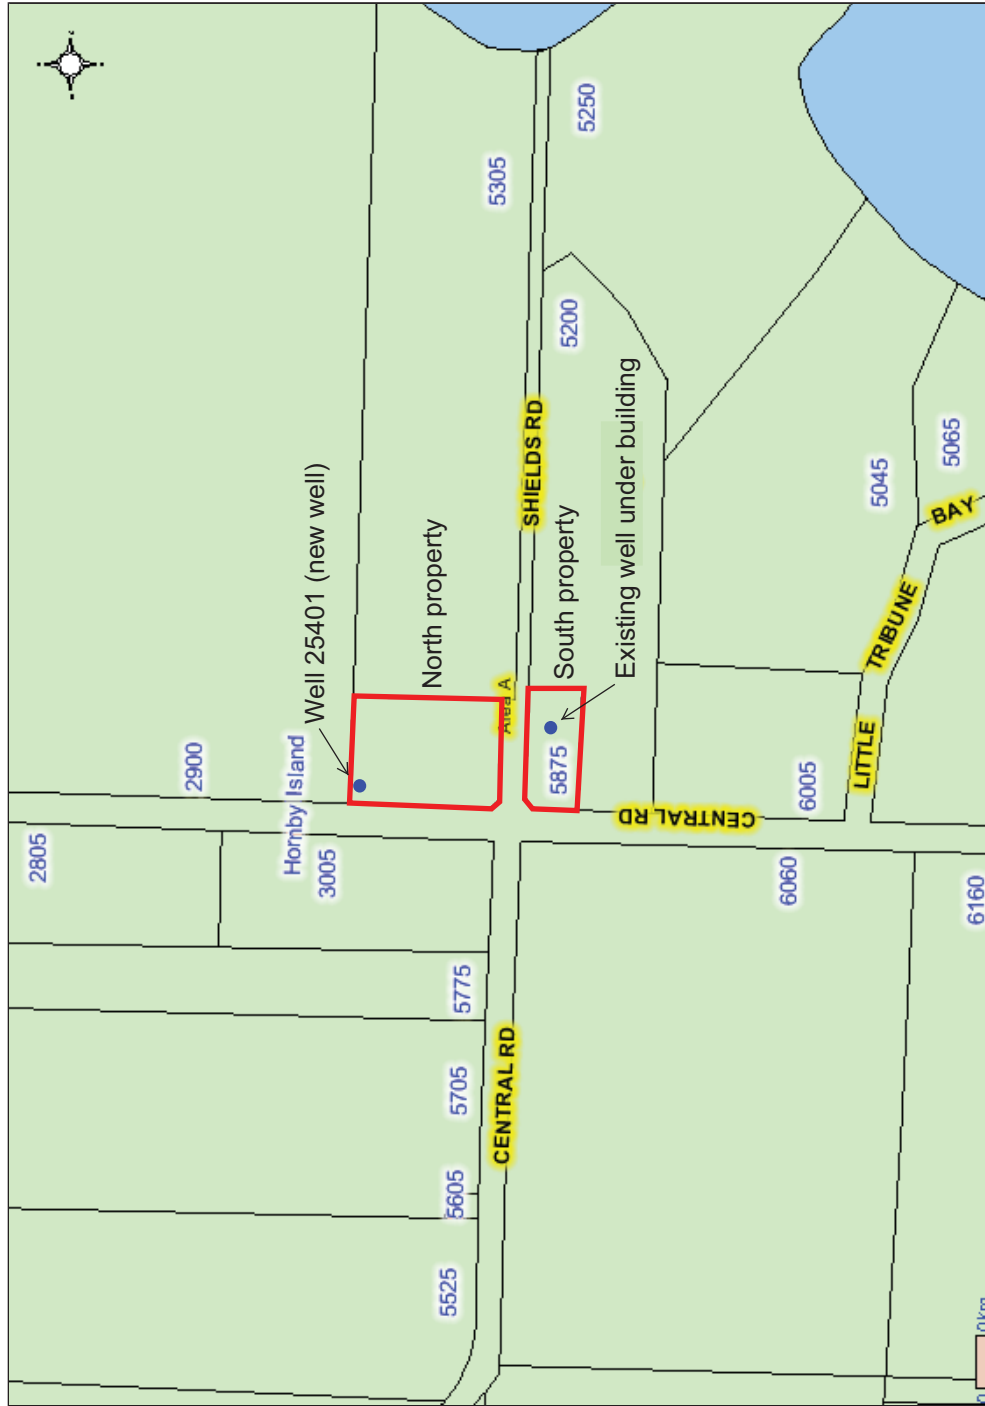 2805
2900
Hornby Island
3005
Well 25401 (new well)
5305
5250
North property
SHIELDS RD
5200
South property
Existing well under building
Area A
5875
5525
5605
5705
5775
CENTRAL RD
CENTRAL RD
6005
6060
6160
LITTLE
TRIBUNE
BAY
5045
5065
0km